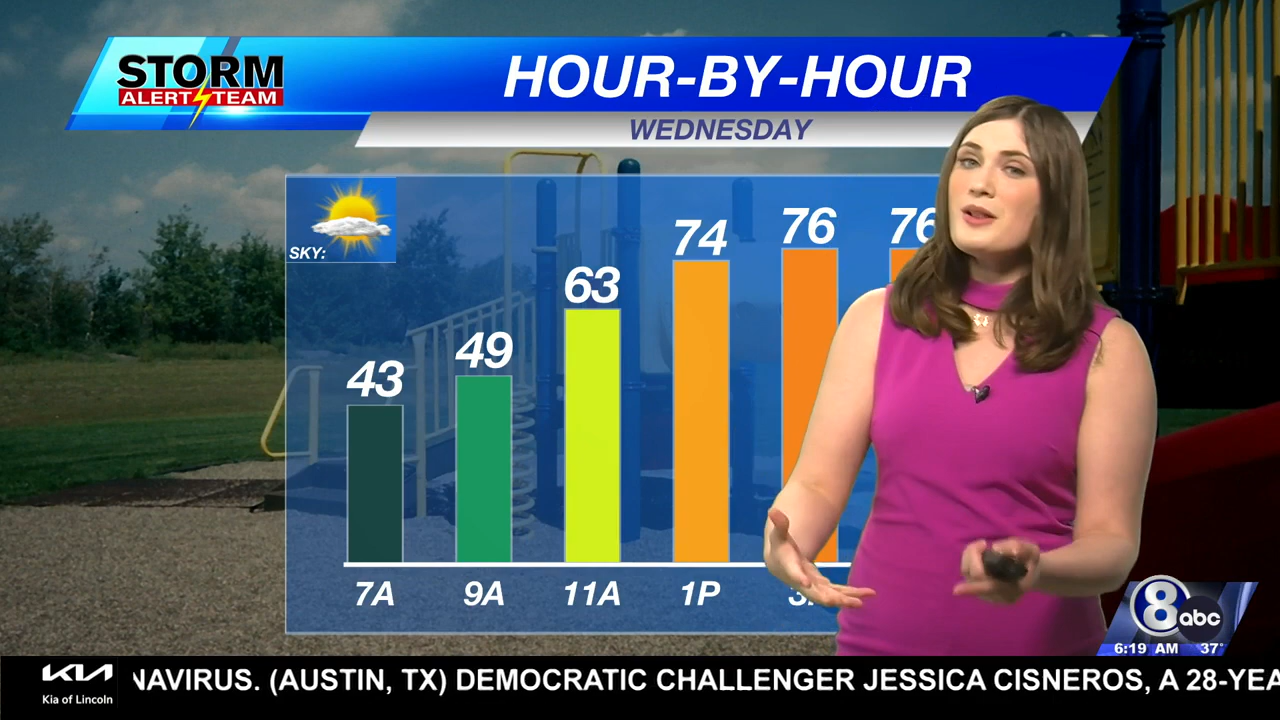 STORM
ALERT TEAM
HOUR-BY-HOUR
WEDNESDAY
SKY:
43
49
63
74
76
76
7A
9A
11A
1P
8 abc
6:19 AM 37°
KIA
Kia of Lincoln
NAVIRUS. (AUSTIN, TX) DEMOCRATIC CHALLENGER JESSICA CISNEROS, A 28-YEA